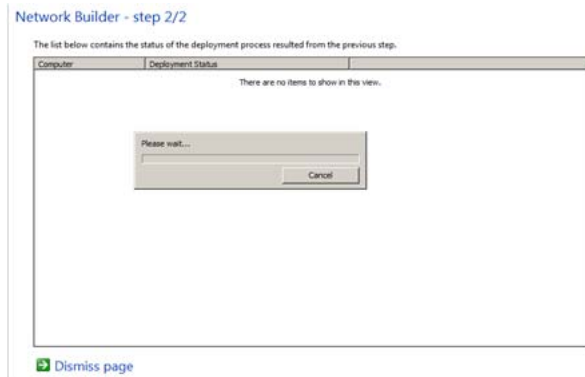 Network Builder - step 2/2
The list below contains the status of the deployment process resulted from the previous step.
Computer Deployment Status
There are no items to show in this view.
Please wait...
Cancel
Dismiss page